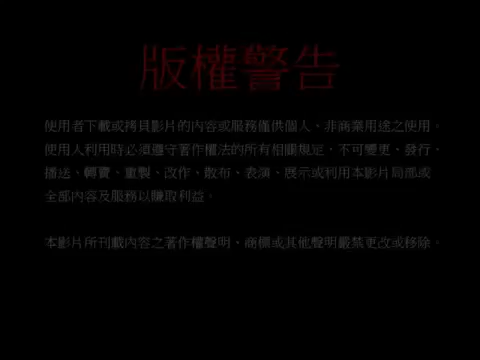 版權警告
使用者下載或拷貝影片的內容或服務僅供個人、非商業用途之使用。
使用人利用時必須遵守著作權法的所有相關規定，不可變更、發行、
播送、轉賣、重製、改作、散布、表演、展示或利用本影片局部或
全部內容及服務以賺取利益。
本影片所刊載內容之著作權聲明、商標或其他聲明嚴禁更改或移除。